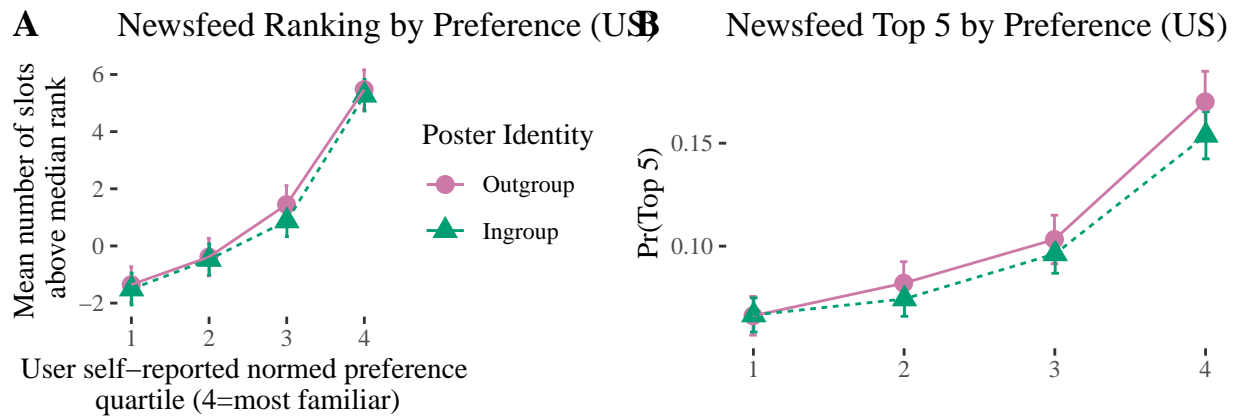 A
Newsfeed Ranking by Preference (US)
Mean number of slots
above median rank
6
4
2
0
−2
1
2
3
4
User self−reported normed preference
quartile (4=most familiar)
Poster Identity
Outgroup
Ingroup
B
Newsfeed Top 5 by Preference (US)
Pr(Top 5)
0.15
0.10
1
2
3
4